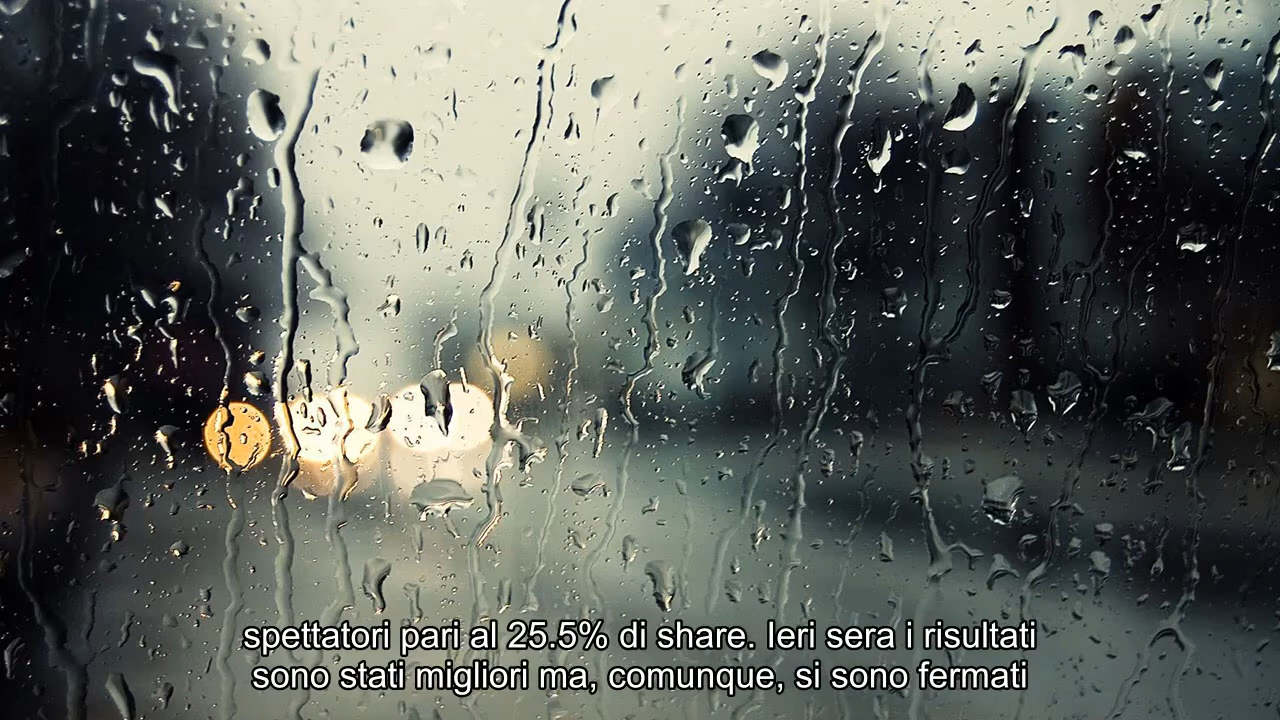 spettatori pari al 25.5% di share. Ieri sera i risultati
sono stati migliori ma, comunque, si sono fermati